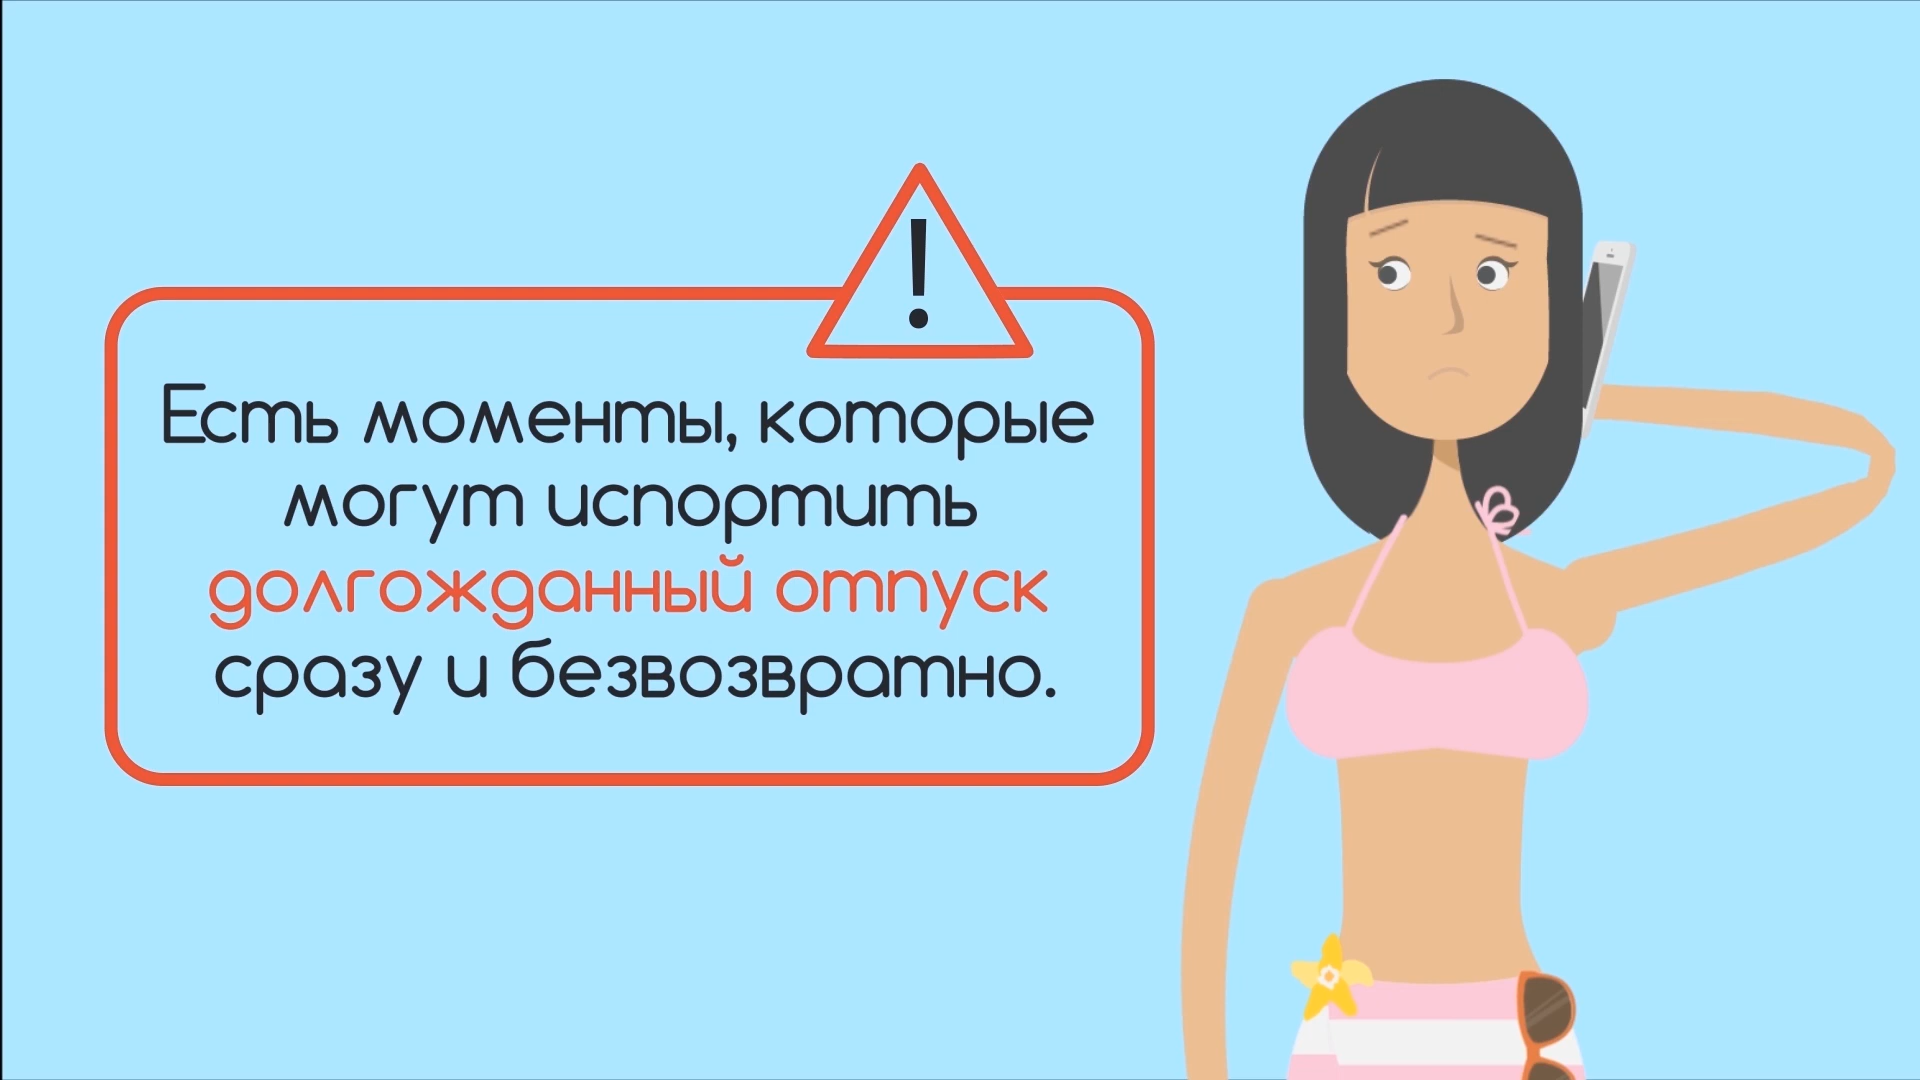 !
Есть моменты, которые
могут испортить
долгожданный отпуск
сразу и безвозвратно.